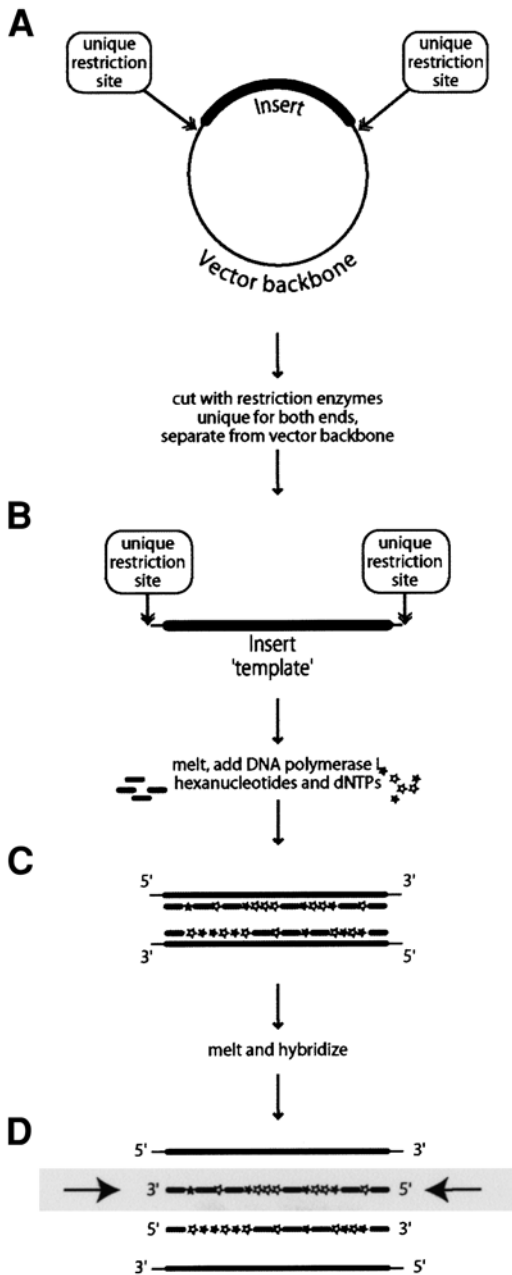 A
unique
restriction
site
unique
restriction
site
Insert
Vector backbone
cut with restriction enzymes
unique for both ends,
separate from vector backbone
B
unique
restriction
site
unique
restriction
site
Insert
'template'
melt, add DNA polymerase I,
hexanucleotides and dNTPs
C
5' 3'
3' 5'
melt and hybridize
D
5' 3'
3' 5'
5' 3'
3' 5'